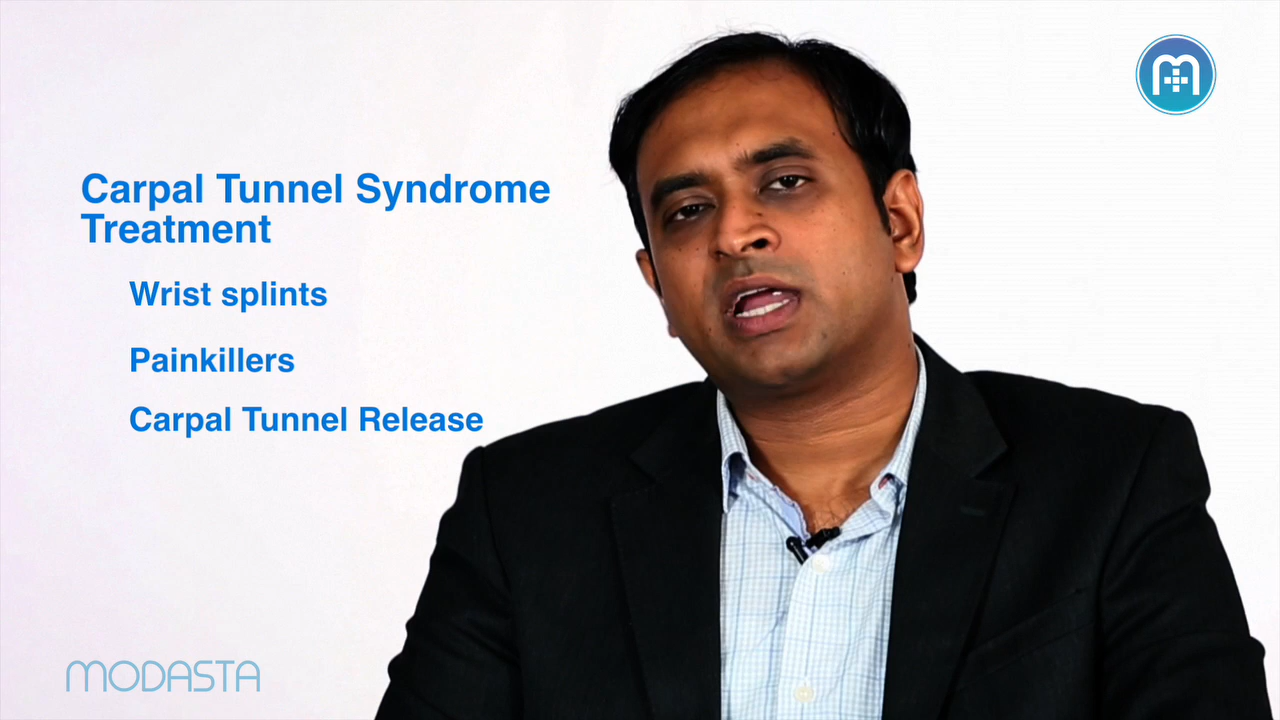 Carpal Tunnel Syndrome
Treatment
Wrist splints
Painkillers
Carpal Tunnel Release
M
MODASTA